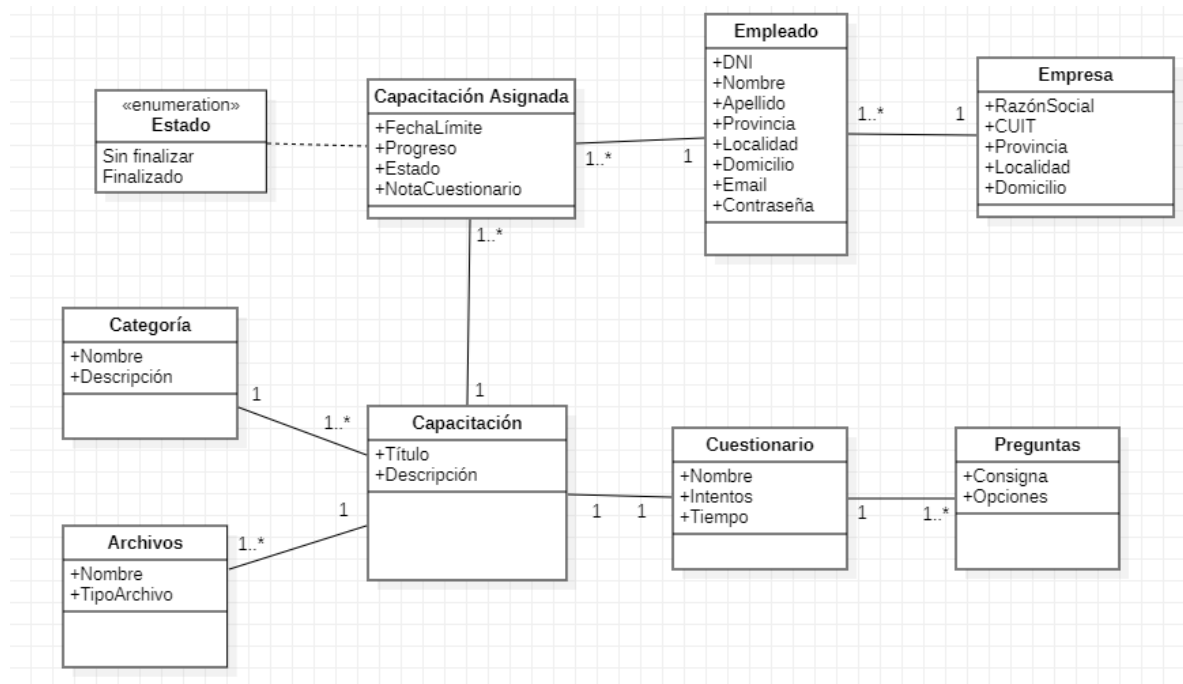 «enumeration»
Estado
Sin finalizar
Finalizado
Capacitación Asignada
+FechaLímite
+Progreso
+Estado
+NotaCuestionario
1..*
1
Empleado
+DNI
+Nombre
+Apellido
+Provincia
+Localidad
+Domicilio
+Email
+Contraseña
1..*
1
Empresa
+RazónSocial
+CUIT
+Provincia
+Localidad
+Domicilio
1..*
1
Categoría
+Nombre
+Descripción
1
1..*
Capacitación
+Título
+Descripción
Archivos
+Nombre
+TipoArchivo
1..*
1
1
1
Cuestionario
+Nombre
+Intentos
+Tiempo
1
1..*
Preguntas
+Consigna
+Opciones